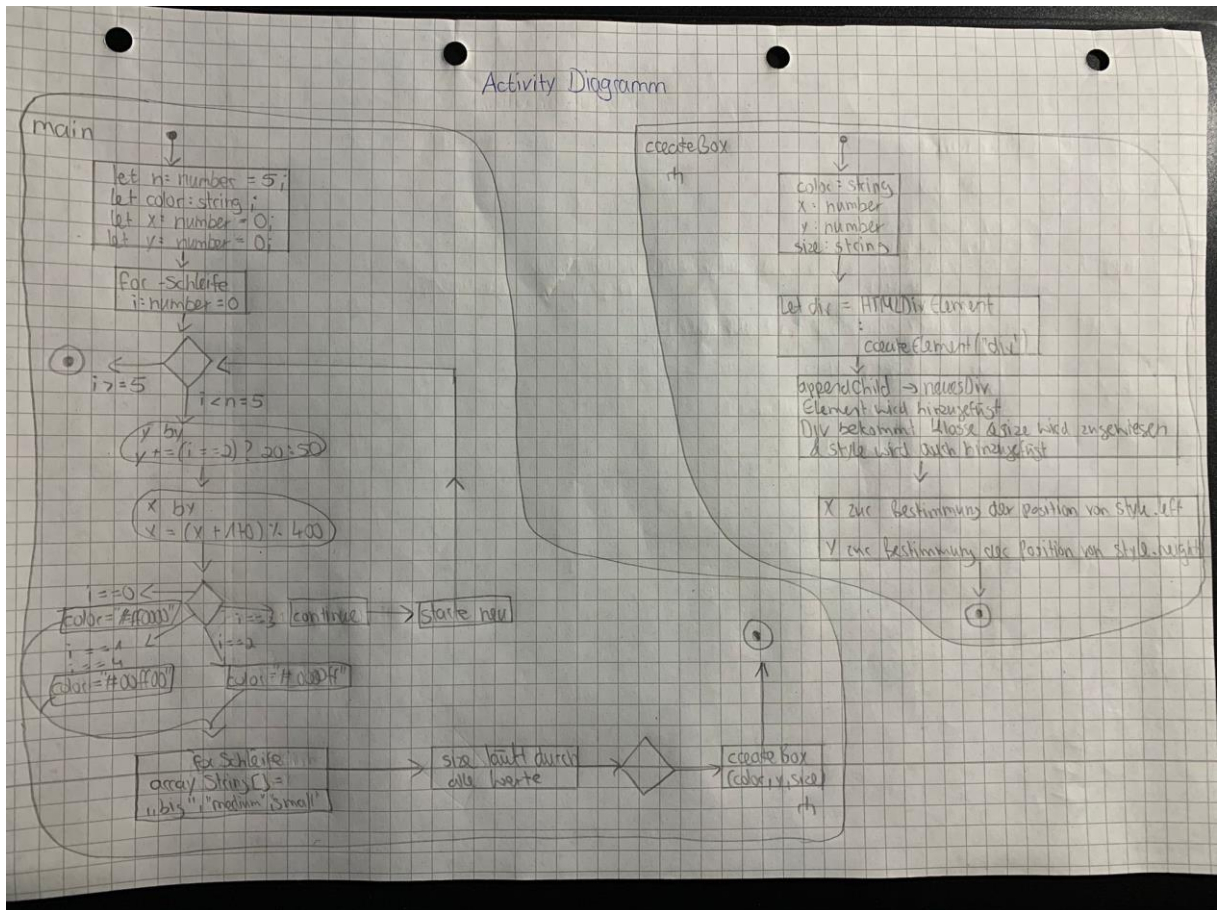 Activity Diagramm
main
let n: number = 5;
let color: string;
let x: number = 0;
let y: number = 0;
for -Schleife
i: number = 0
i >= 5
i < n = 5
y by
y += (i == 2) ? 20 : 50
x by
x = (x + 170) % 400
i == 0
color = "#ff0000"
i == 1
i == 4
color = "#00ff00"
i == 2
color = "#0000ff"
i == 3
continue
starte neu
for Schleife
array String[] =
„big", "medium", small"
size läuft durch
alle Werte
createBox
(color, y, size)
createBox
color: string
x: number
y: number
size: string
Let div = HTMLDivElement
:
createElement('div')
appendChild → neuesDiv
Element wird hinzugefügt
Div bekommt Klasse & size wird zugewiesen
& style wird auch hinzugefügt
X zur Bestimmung der Position von style.left
Y zur Bestimmung der Position von style.height